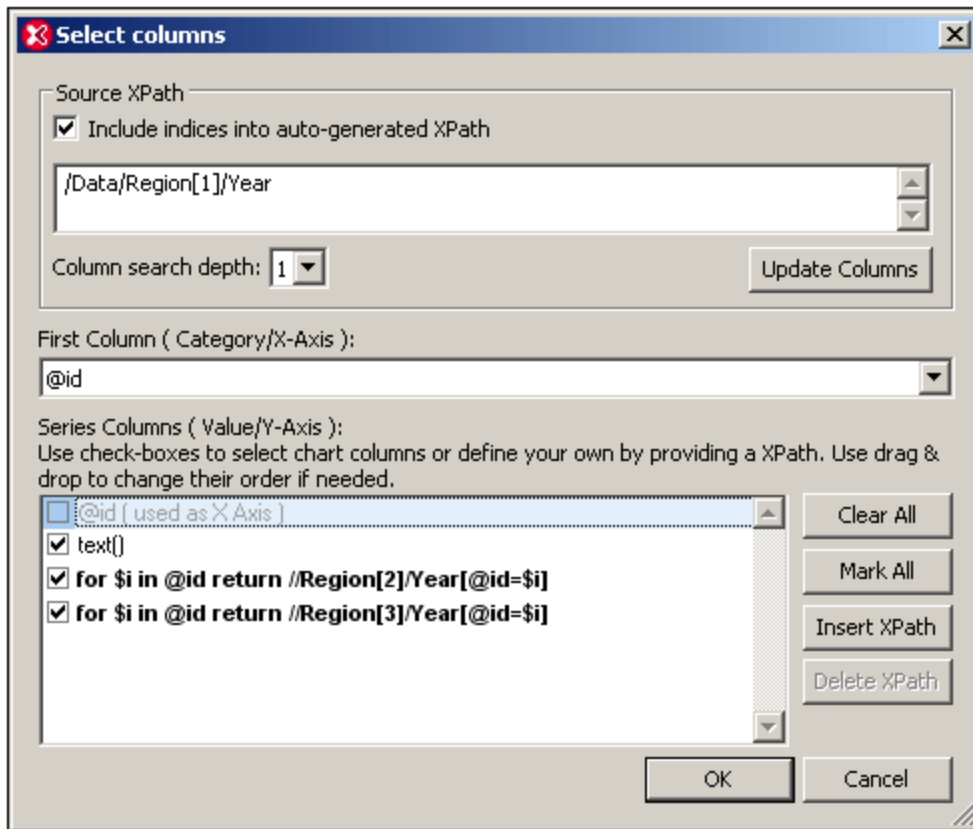 Select columns
Source XPath
Include indices into auto-generated XPath
/Data/Region[1]/Year
Column search depth: 1
Update Columns
First Column ( Category/X-Axis ):
@id
Series Columns ( Value/Y-Axis ):
Use check-boxes to select chart columns or define your own by providing a XPath. Use drag &
drop to change their order if needed.
@id ( used as X Axis )
text()
for $i in @id return //Region[2]/Year[@id=$i]
for $i in @id return //Region[3]/Year[@id=$i]
Clear All
Mark All
Insert XPath
Delete XPath
OK
Cancel